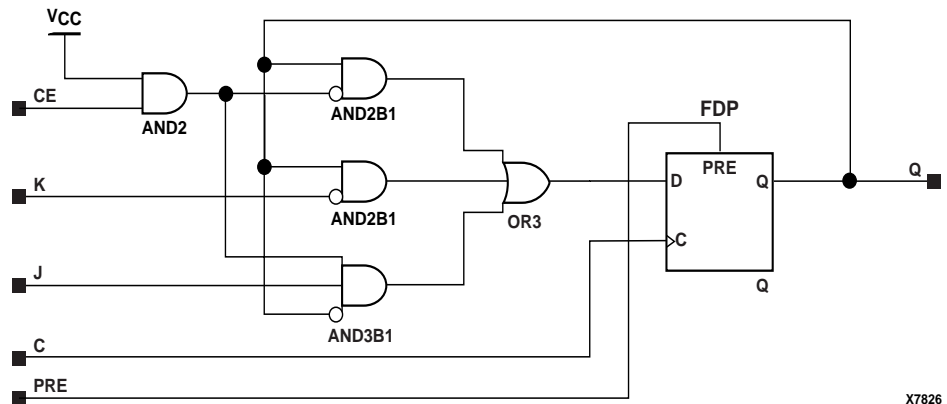 VCC
CE
AND2
AND2B1
FDP
K
AND2B1
OR3
D
PRE
Q
Q
C
J
AND3B1
Q
C
PRE
X7826